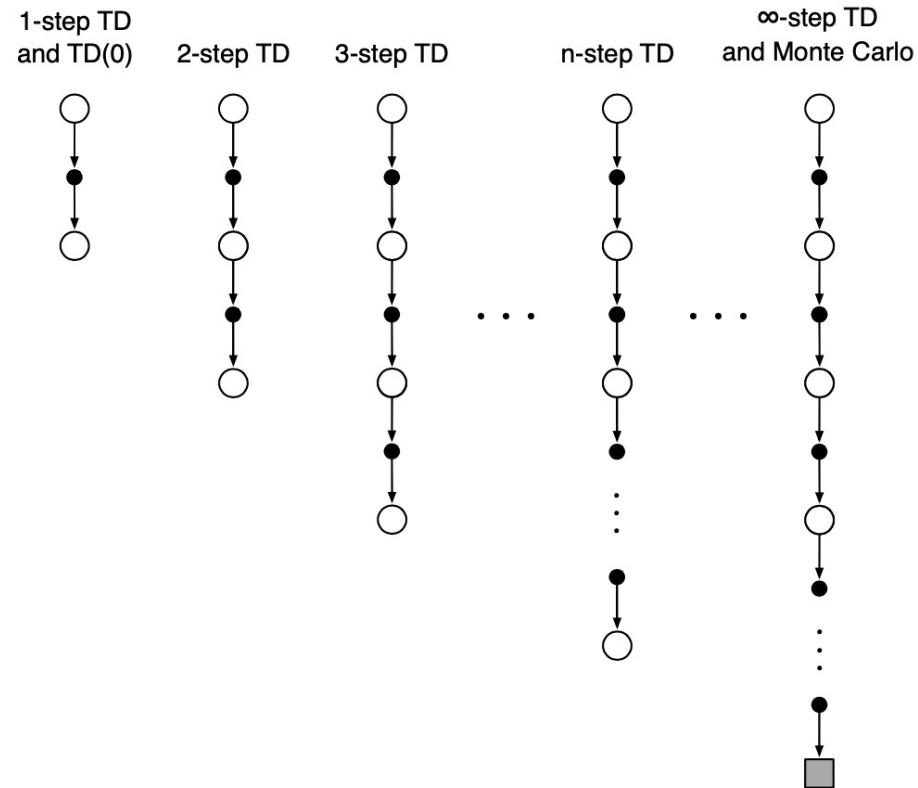 1-step TD
and TD(0)
2-step TD
3-step TD
n-step TD
∞-step TD
and Monte Carlo